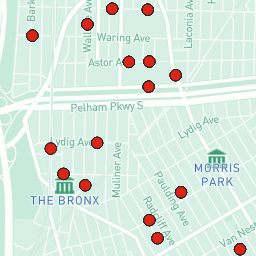 Bark
Wall
Ave
Laconia Ave
Waring Ave
Astor Ave
Pelham Pkwy S
Lydig Ave
Lydig Ave
Muliner Ave
MORRIS
PARK
THE BRONX
Paulding Ave
Radcliff Ave
Van Nest